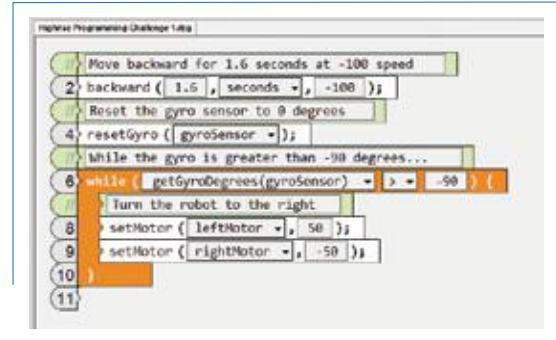 Highrise Programming Challenge 1.rbg
// Move backward for 1.6 seconds at -100 speed
2 backward ( 1.6 , seconds , -100 );
// Reset the gyro sensor to 0 degrees
4 resetGyro ( gyroSensor );
// While the gyro is greater than -90 degrees...
6 while ( getGyroDegrees(gyroSensor) > -90 ) {
// Turn the robot to the right
8 setMotor ( leftMotor , 50 );
9 setMotor ( rightMotor , -50 );
10 }
11